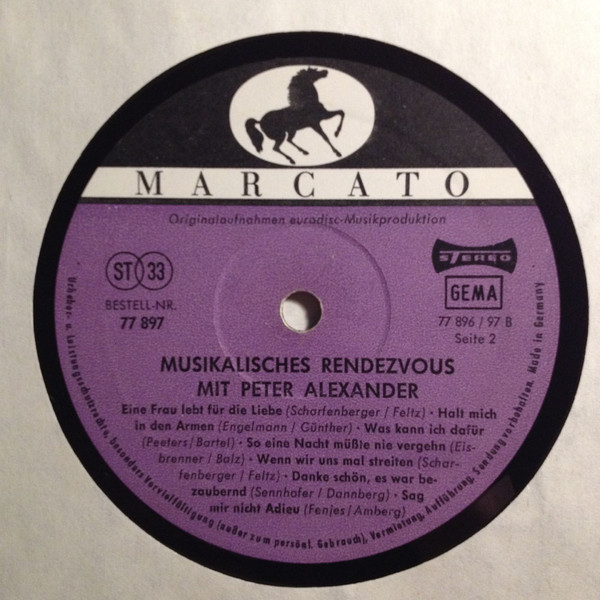 MARCATO
Originalaufnahmen eurodisc-Musikproduktion
ST 33
STEREO
GEMA
BESTELL-NR.
77 897
77 896 / 97 B
Seite 2
MUSIKALISCHES RENDEZVOUS
MIT PETER ALEXANDER
Eine Frau lebt für die Liebe (Scharfenberger / Feltz) · Halt mich
in den Armen (Engelmann / Günther) · Was kann ich dafür
(Peeters / Bartel) · So eine Nacht müßte nie vergehn (Eis-
brenner / Balz) · Wenn wir uns mal streiten (Schar-
fenberger / Feltz) · Danke schön, es war be-
zaubernd (Sennhofer / Dannberg) · Sag
mir nicht Adieu (Fenjes / Amberg)
Urheber- u. Leistungsschutzrechte, besonders Vervielfältigung (außer zum persönl. Gebrauch), Vermietung, Aufführung, Sendung vorbehalten. Made in Germany